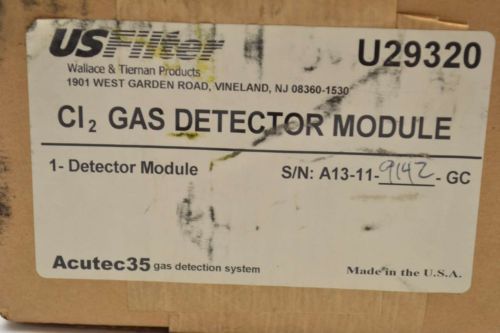 USFilter
U29320
Wallace & Tiernan Products
1901 WEST GARDEN ROAD, VINELAND, NJ 08360-1530
Cl₂ GAS DETECTOR MODULE
1- Detector Module
S/N: A13-11-9142-GC
Acutec35 gas detection system
Made in the U.S.A.